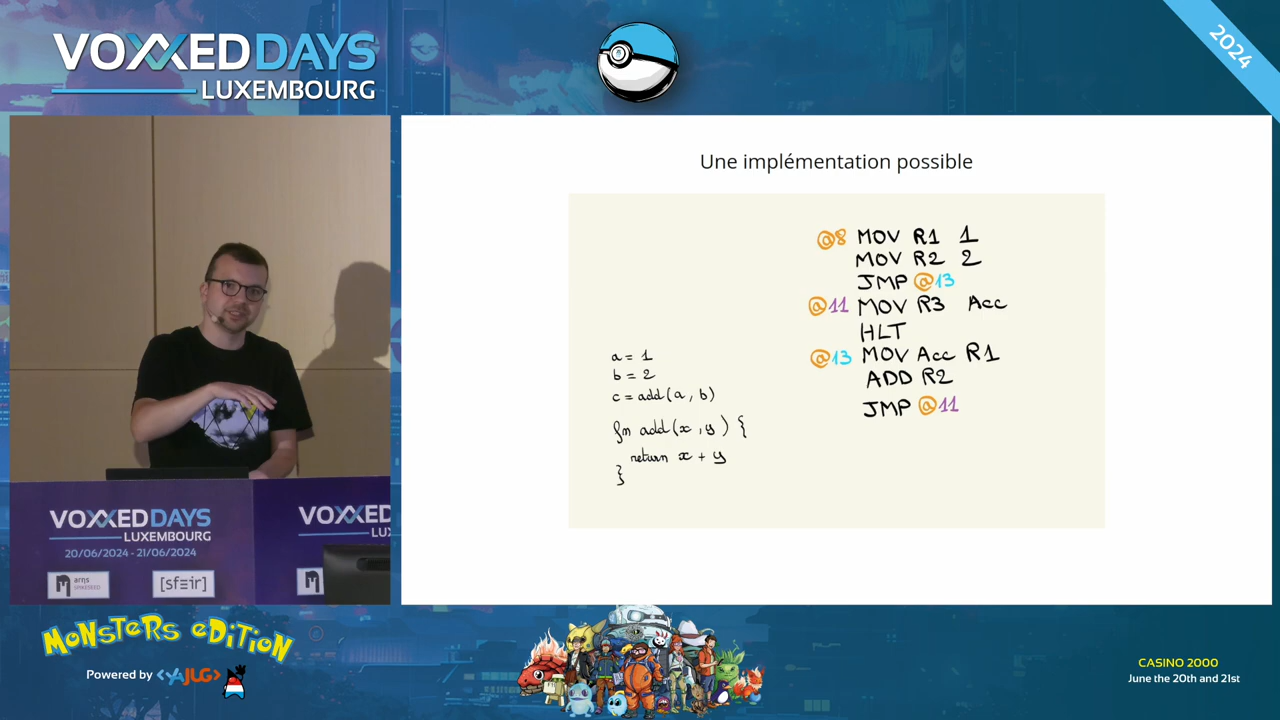 VOXXED DAYS
LUXEMBOURG
2024
Une implémentation possible
@8 MOV R1 1
MOV R2 2
JMP @13
@11 MOV R3 Acc
HLT
@13 MOV Acc R1
ADD R2
JMP @11
a = 1
b = 2
c = add(a, b)
fn add(x, y) {
return x + y
}
VOXXED DAYS
LUXEMBOURG
20/06/2024 - 21/06/2024
arηs
[sfeir]
VOXXED
LU
MONSTERS EDITION
Powered by <YAJUG>
CASINO 2000
June the 20th and 21st